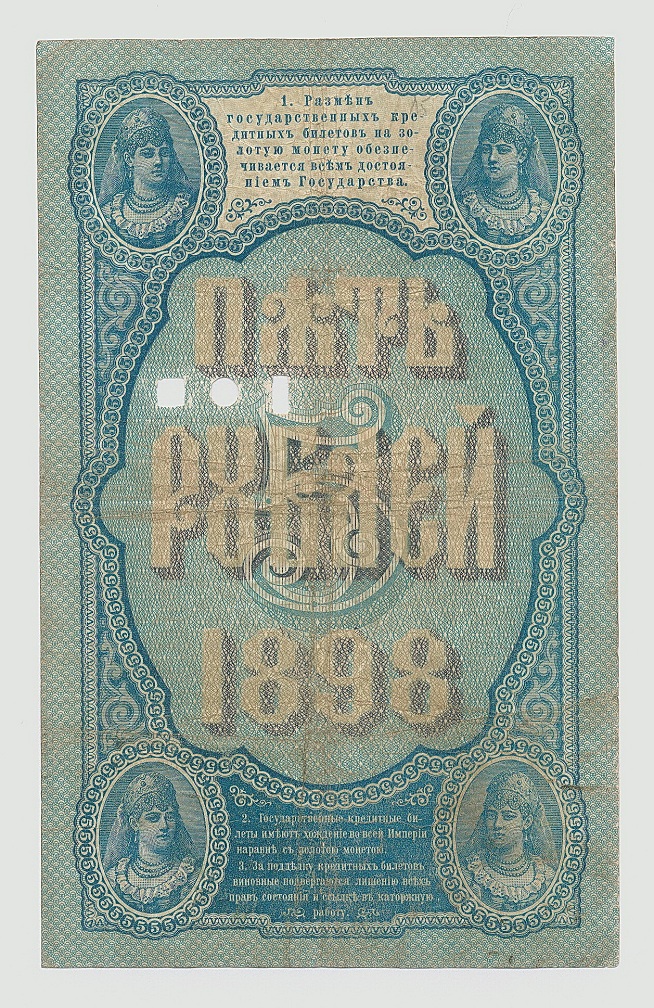 1. Размѣнъ
государственныхъ кре-
дитныхъ билетовъ на зо-
лотую монету обезпе-
чивается всѣмъ достоя-
ніемъ Государства.
ПЯТЬ
5
РУБЛЕЙ
1898
2. Государственные кредитные би-
леты имѣютъ хожденіе во всей Имперіи
наравнѣ съ золотою монетою.
3. За поддѣлку кредитныхъ билетовъ
виновные подвергаются лишенію всѣхъ
правъ состоянія и ссылкѣ въ каторжную
работу.